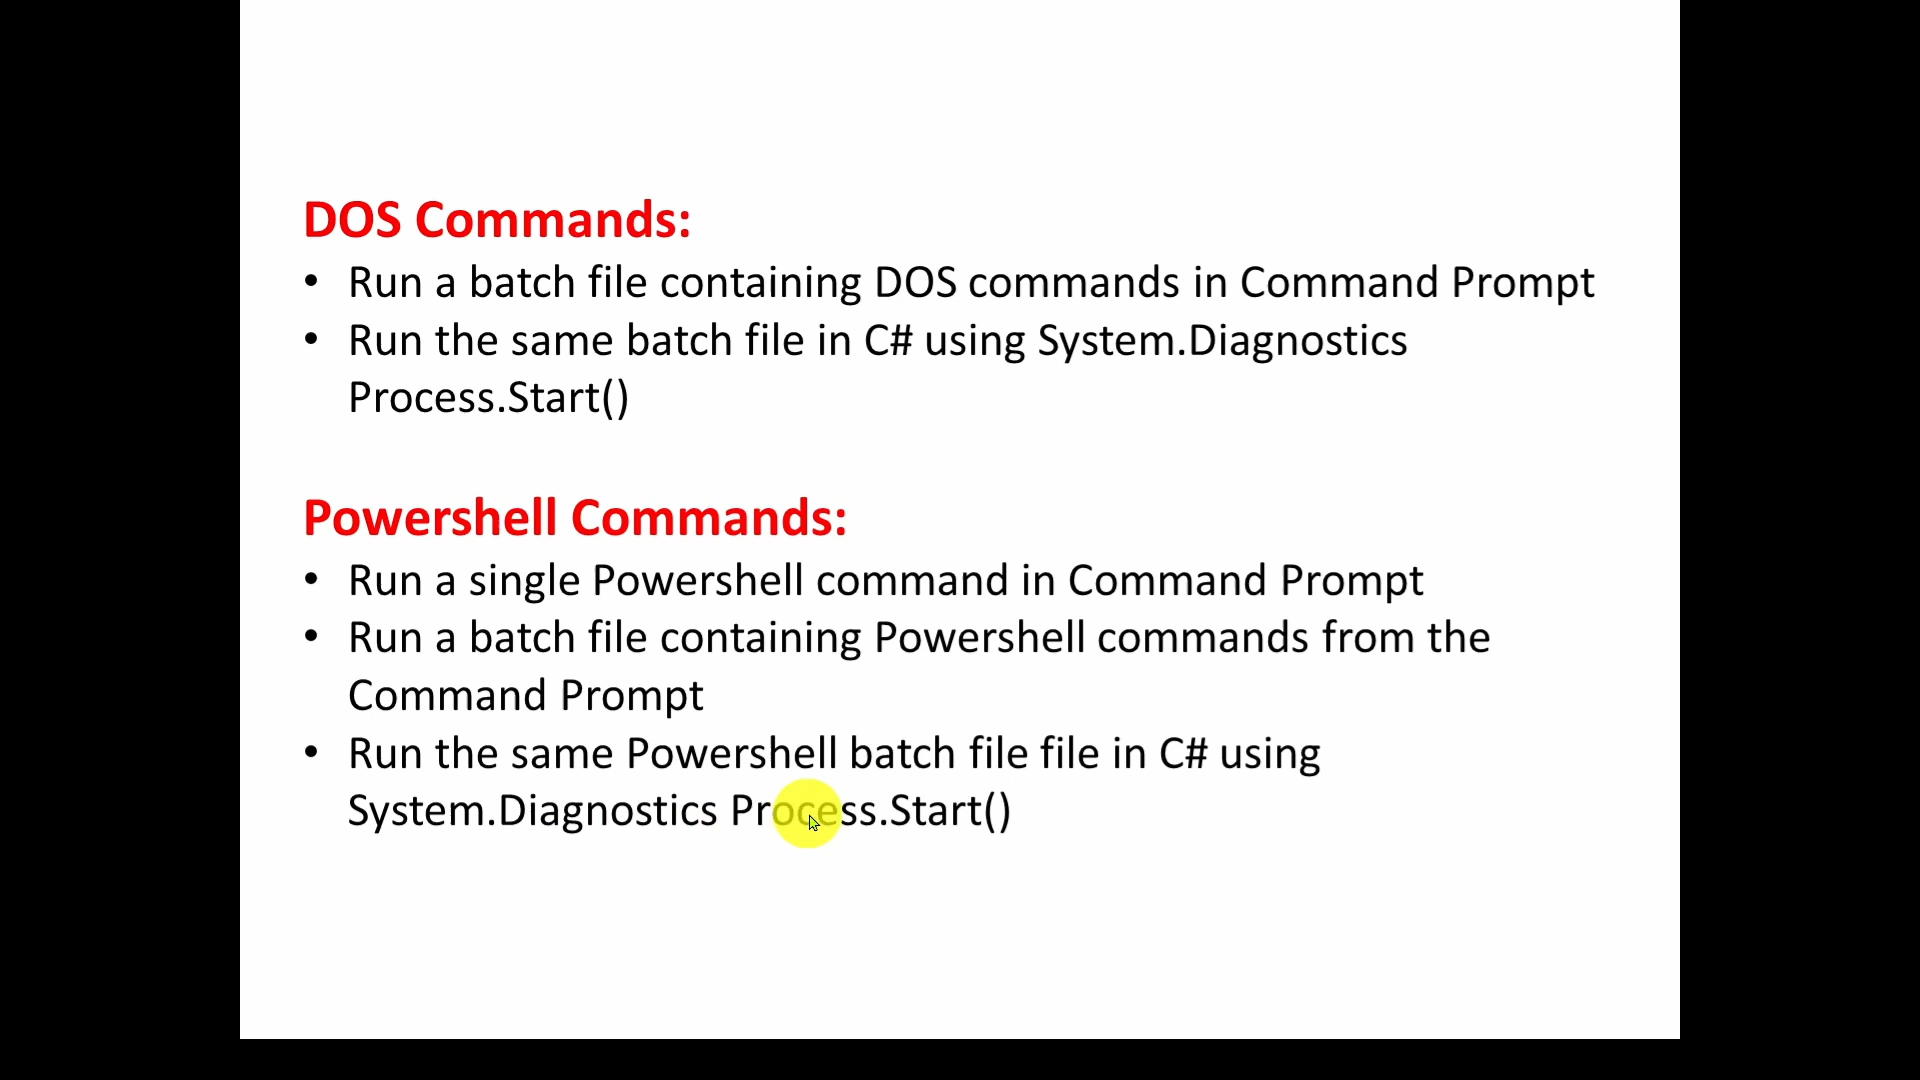 DOS Commands:
• Run a batch file containing DOS commands in Command Prompt
• Run the same batch file in C# using System.Diagnostics
Process.Start()
Powershell Commands:
• Run a single Powershell command in Command Prompt
• Run a batch file containing Powershell commands from the
Command Prompt
• Run the same Powershell batch file file in C# using
System.Diagnostics Process.Start()